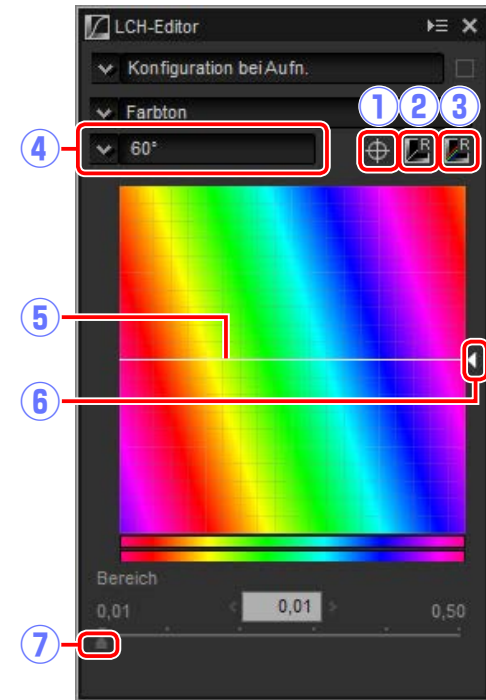 LCH-Editor
Konfiguration bei Aufn.
Farbton
1 2 3
4 60°
R R
5
6
Bereich
0,01 < 0,01 > 0,50
7